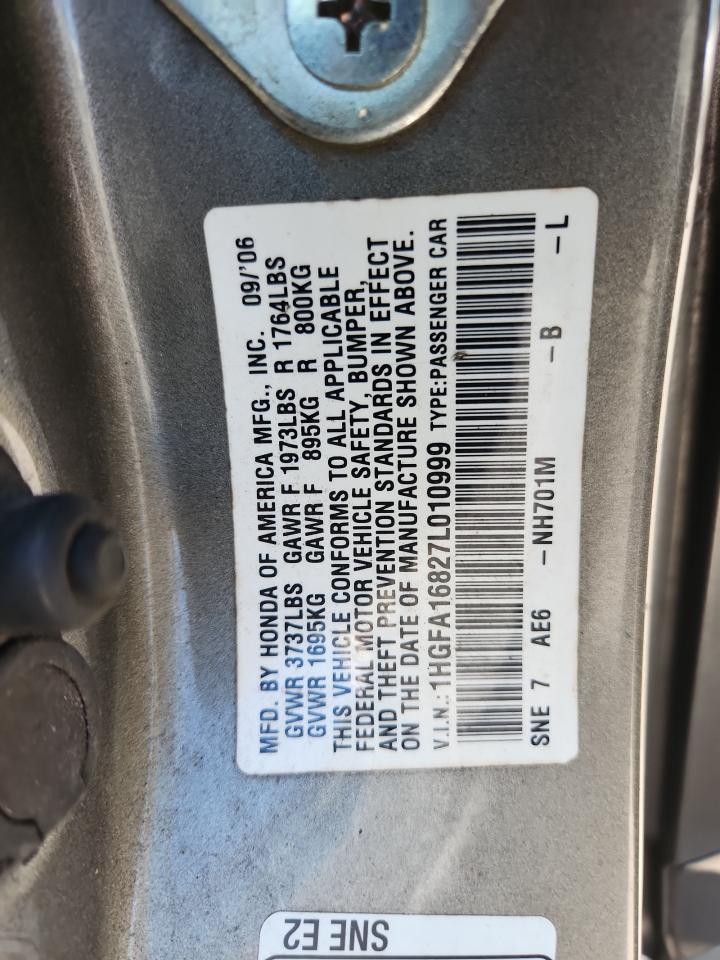 MFD. BY HONDA OF AMERICA MFG., INC. 09/'06
GVWR 3737LBS GAWR F 1973LBS R 1764LBS
GVWR 1695KG GAWR F 895KG R 800KG
THIS VEHICLE CONFORMS TO ALL APPLICABLE
FEDERAL MOTOR VEHICLE SAFETY, BUMPER,
AND THEFT PREVENTION STANDARDS IN EFFECT
ON THE DATE OF MANUFACTURE SHOWN ABOVE.
V.I.N.: 1HGFA16827L010999 TYPE:PASSENGER CAR
SNE 7 AE6 -NH701M -B -L
SNE E2